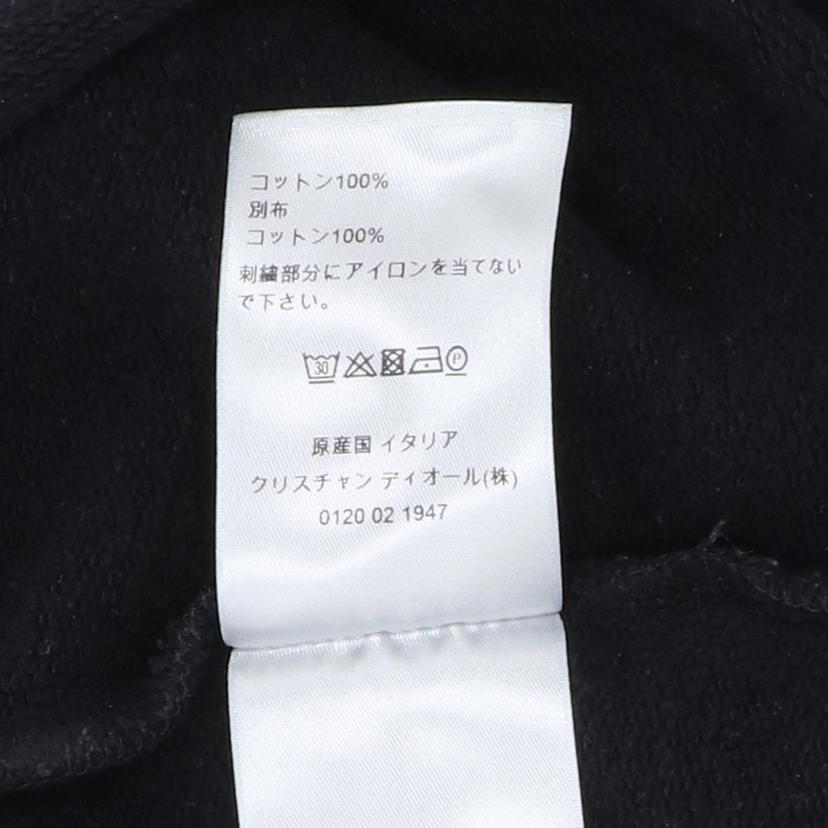 コットン100%
別布
コットン100%
刺繍部分にアイロンを当てない
で下さい。
30
P
原産国 イタリア
クリスチャン ディオール(株)
0120 02 1947